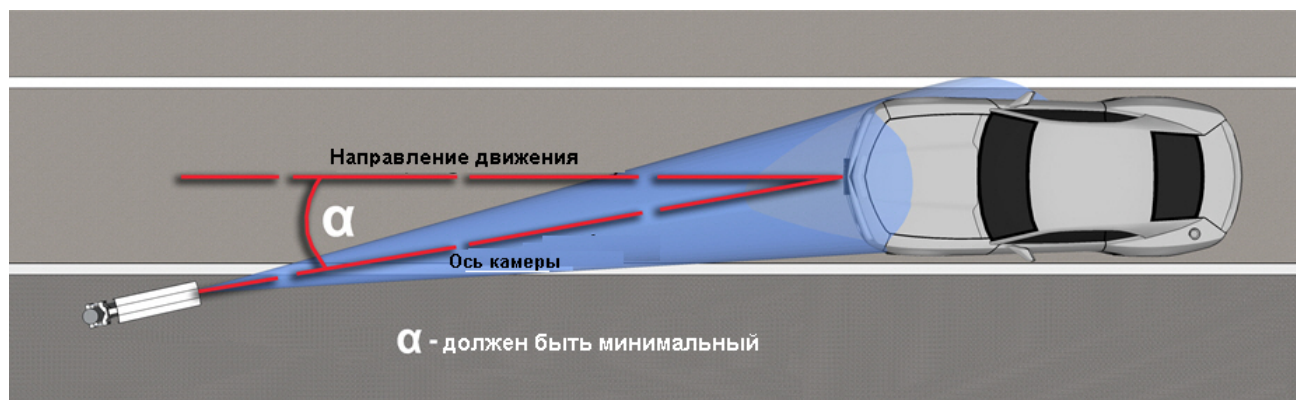 Направление движения
α
Ось камеры
α - должен быть минимальный